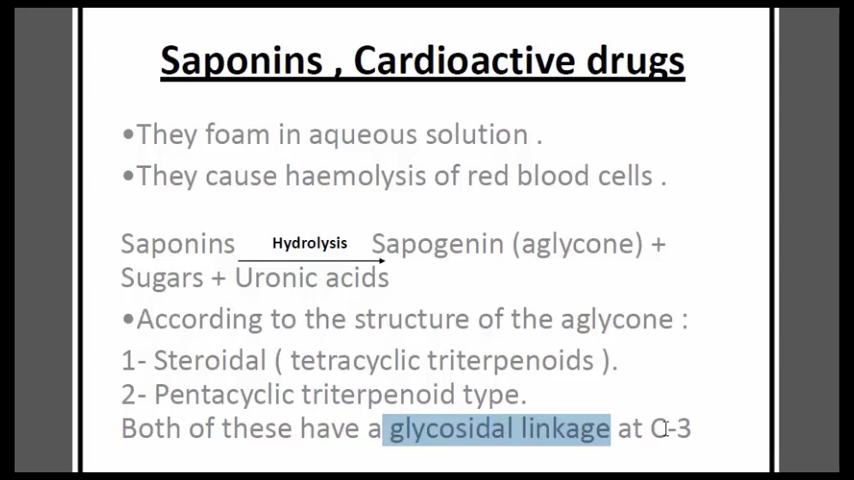 Saponins , Cardioactive drugs
•They foam in aqueous solution .
•They cause haemolysis of red blood cells .
Saponins Hydrolysis Sapogenin (aglycone) +
Sugars + Uronic acids
•According to the structure of the aglycone :
1- Steroidal ( tetracyclic triterpenoids ).
2- Pentacyclic triterpenoid type.
Both of these have a glycosidal linkage at C-3